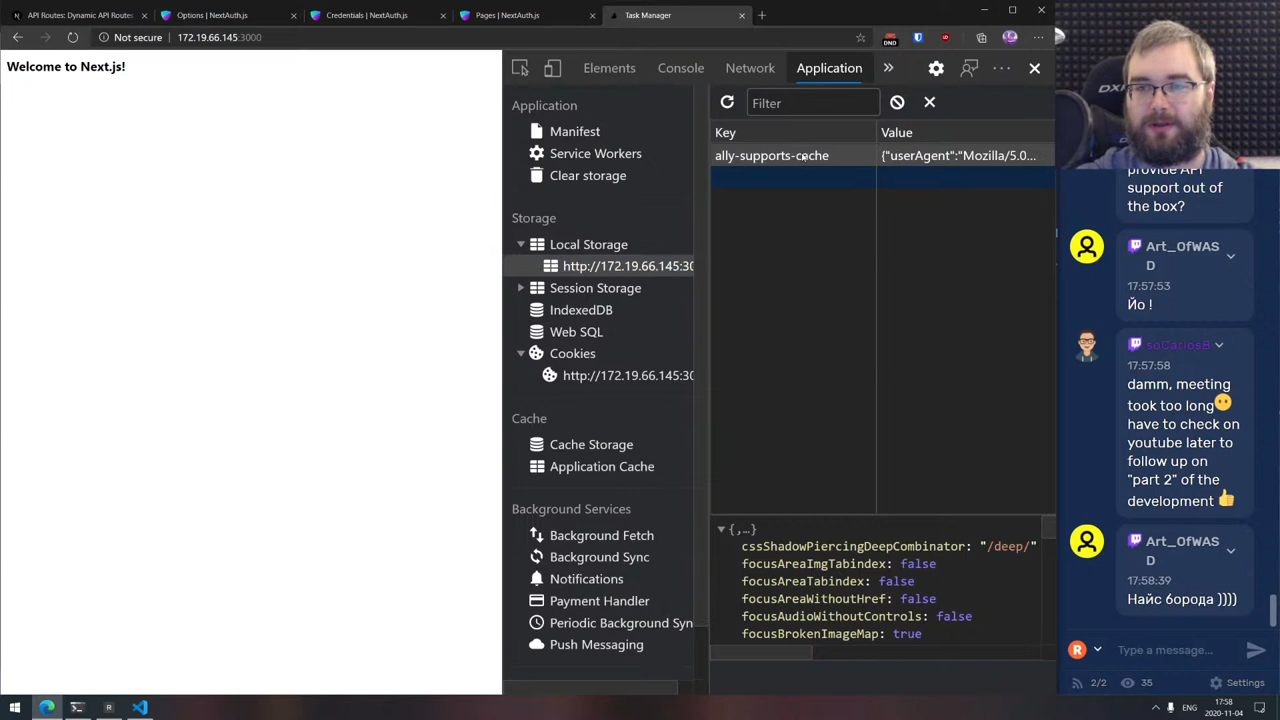 API Routes: Dynamic API Routes
Options | NextAuth.js
Credentials | NextAuth.js
Pages | NextAuth.js
Task Manager
Not secure
172.19.66.145:3000
DND
Welcome to Next.js!
Elements
Console
Network
Application
Application
Manifest
Service Workers
Clear storage
Storage
Local Storage
http://172.19.66.145:30
Session Storage
IndexedDB
Web SQL
Cookies
http://172.19.66.145:30
Cache
Cache Storage
Application Cache
Background Services
Background Fetch
Background Sync
Notifications
Payment Handler
Periodic Background Syn
Push Messaging
Filter
Key
Value
ally-supports-cache
{"userAgent":"Mozilla/5.0...
{,…}
cssShadowPiercingDeepCombinator: "/deep/"
focusAreaImgTabindex: false
focusAreaTabindex: false
focusAreaWithoutHref: false
focusAudioWithoutControls: false
focusBrokenImageMap: true
provide API
support out of
the box?
Art_OfWAS
D
17:57:53
Йо !
soCarlosB
17:57:58
damm, meeting
took too long
have to check on
youtube later to
follow up on
"part 2" of the
development
Art_OfWAS
D
17:58:39
Найс борода ))))
R
Type a message...
2/2
35
Settings
ENG
17:58
2020-11-04